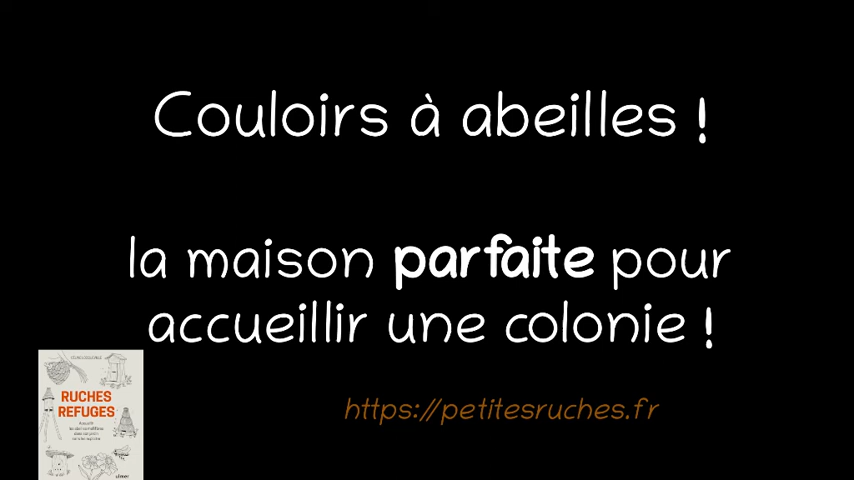 Couloirs à abeilles !
la maison parfaite pour
accueillir une colonie !
https://petitesruches.fr
RUCHES
REFUGES